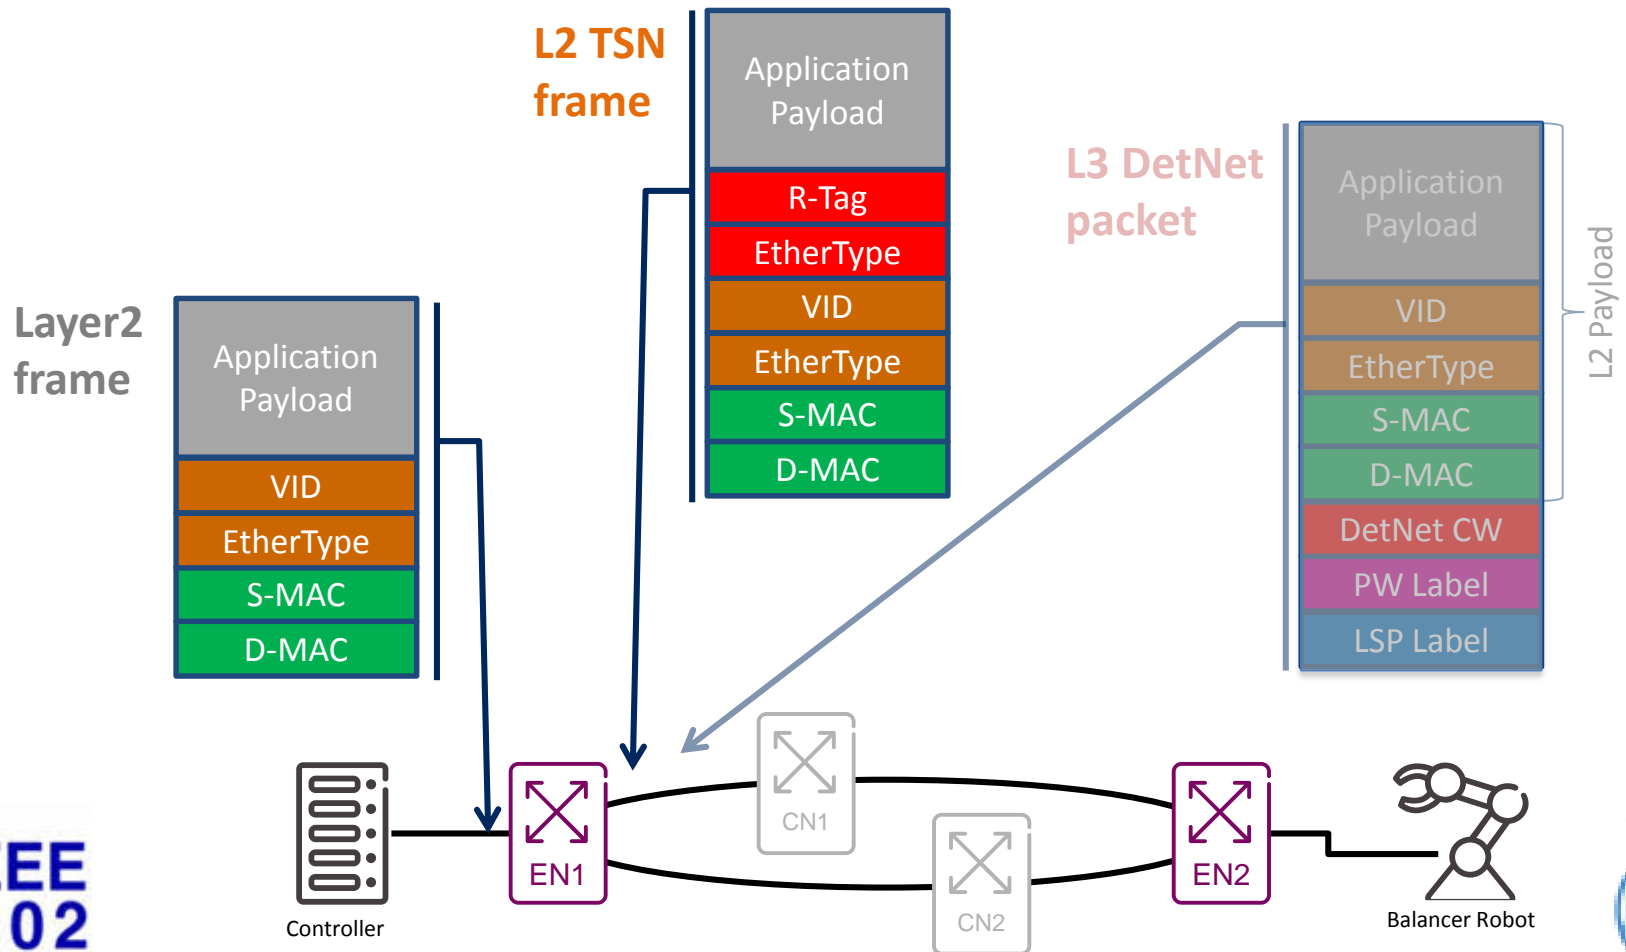 L2 TSN
frame
Application
Payload
R-Tag
EtherType
VID
EtherType
S-MAC
D-MAC
L3 DetNet
packet
Application
Payload
VID
EtherType
S-MAC
D-MAC
DetNet CW
PW Label
LSP Label
L2 Payload
Layer2
frame
Application
Payload
VID
EtherType
S-MAC
D-MAC
CN1
EN1
EN2
CN2
Controller
Balancer Robot
EE
02